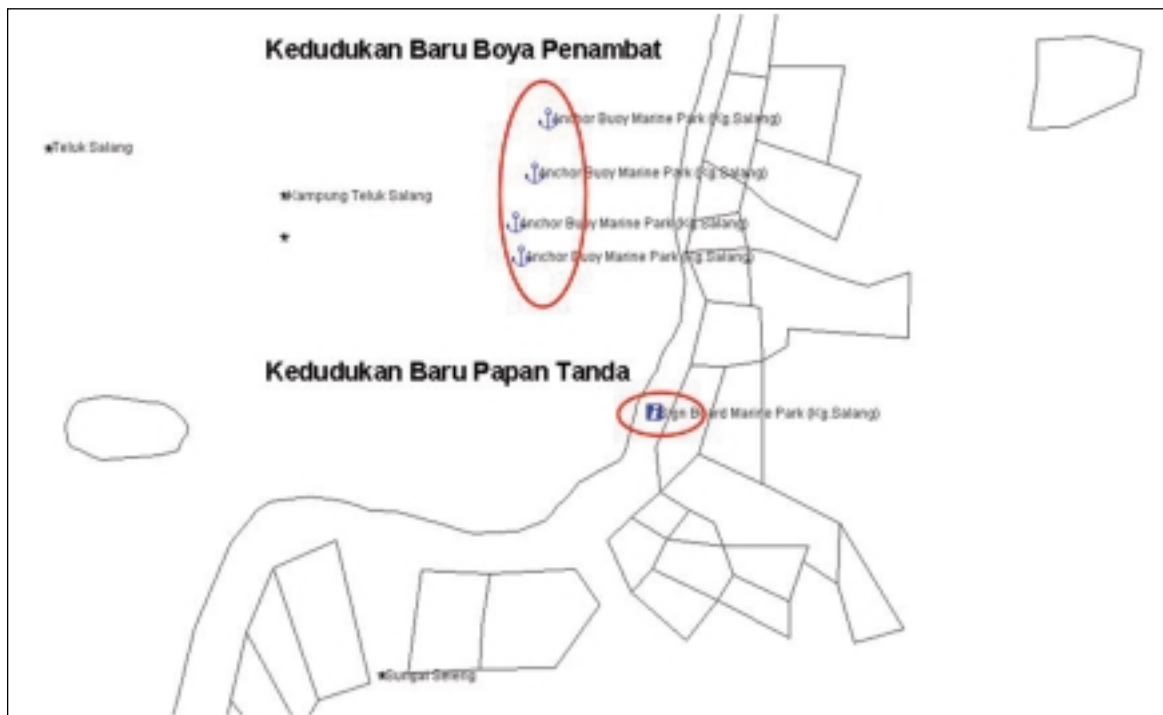 Kedudukan Baru Boya Penambat
Anchor Buoy Marine Park (Kg.Salang)
Teluk Salang
Anchor Buoy Marine Park (Kg.Salang)
Kampung Teluk Salang
Anchor Buoy Marine Park (Kg.Salang)
Anchor Buoy Marine Park (Kg.Salang)
Kedudukan Baru Papan Tanda
Sign Board Marine Park (Kg.Salang)
Sungai Seleng